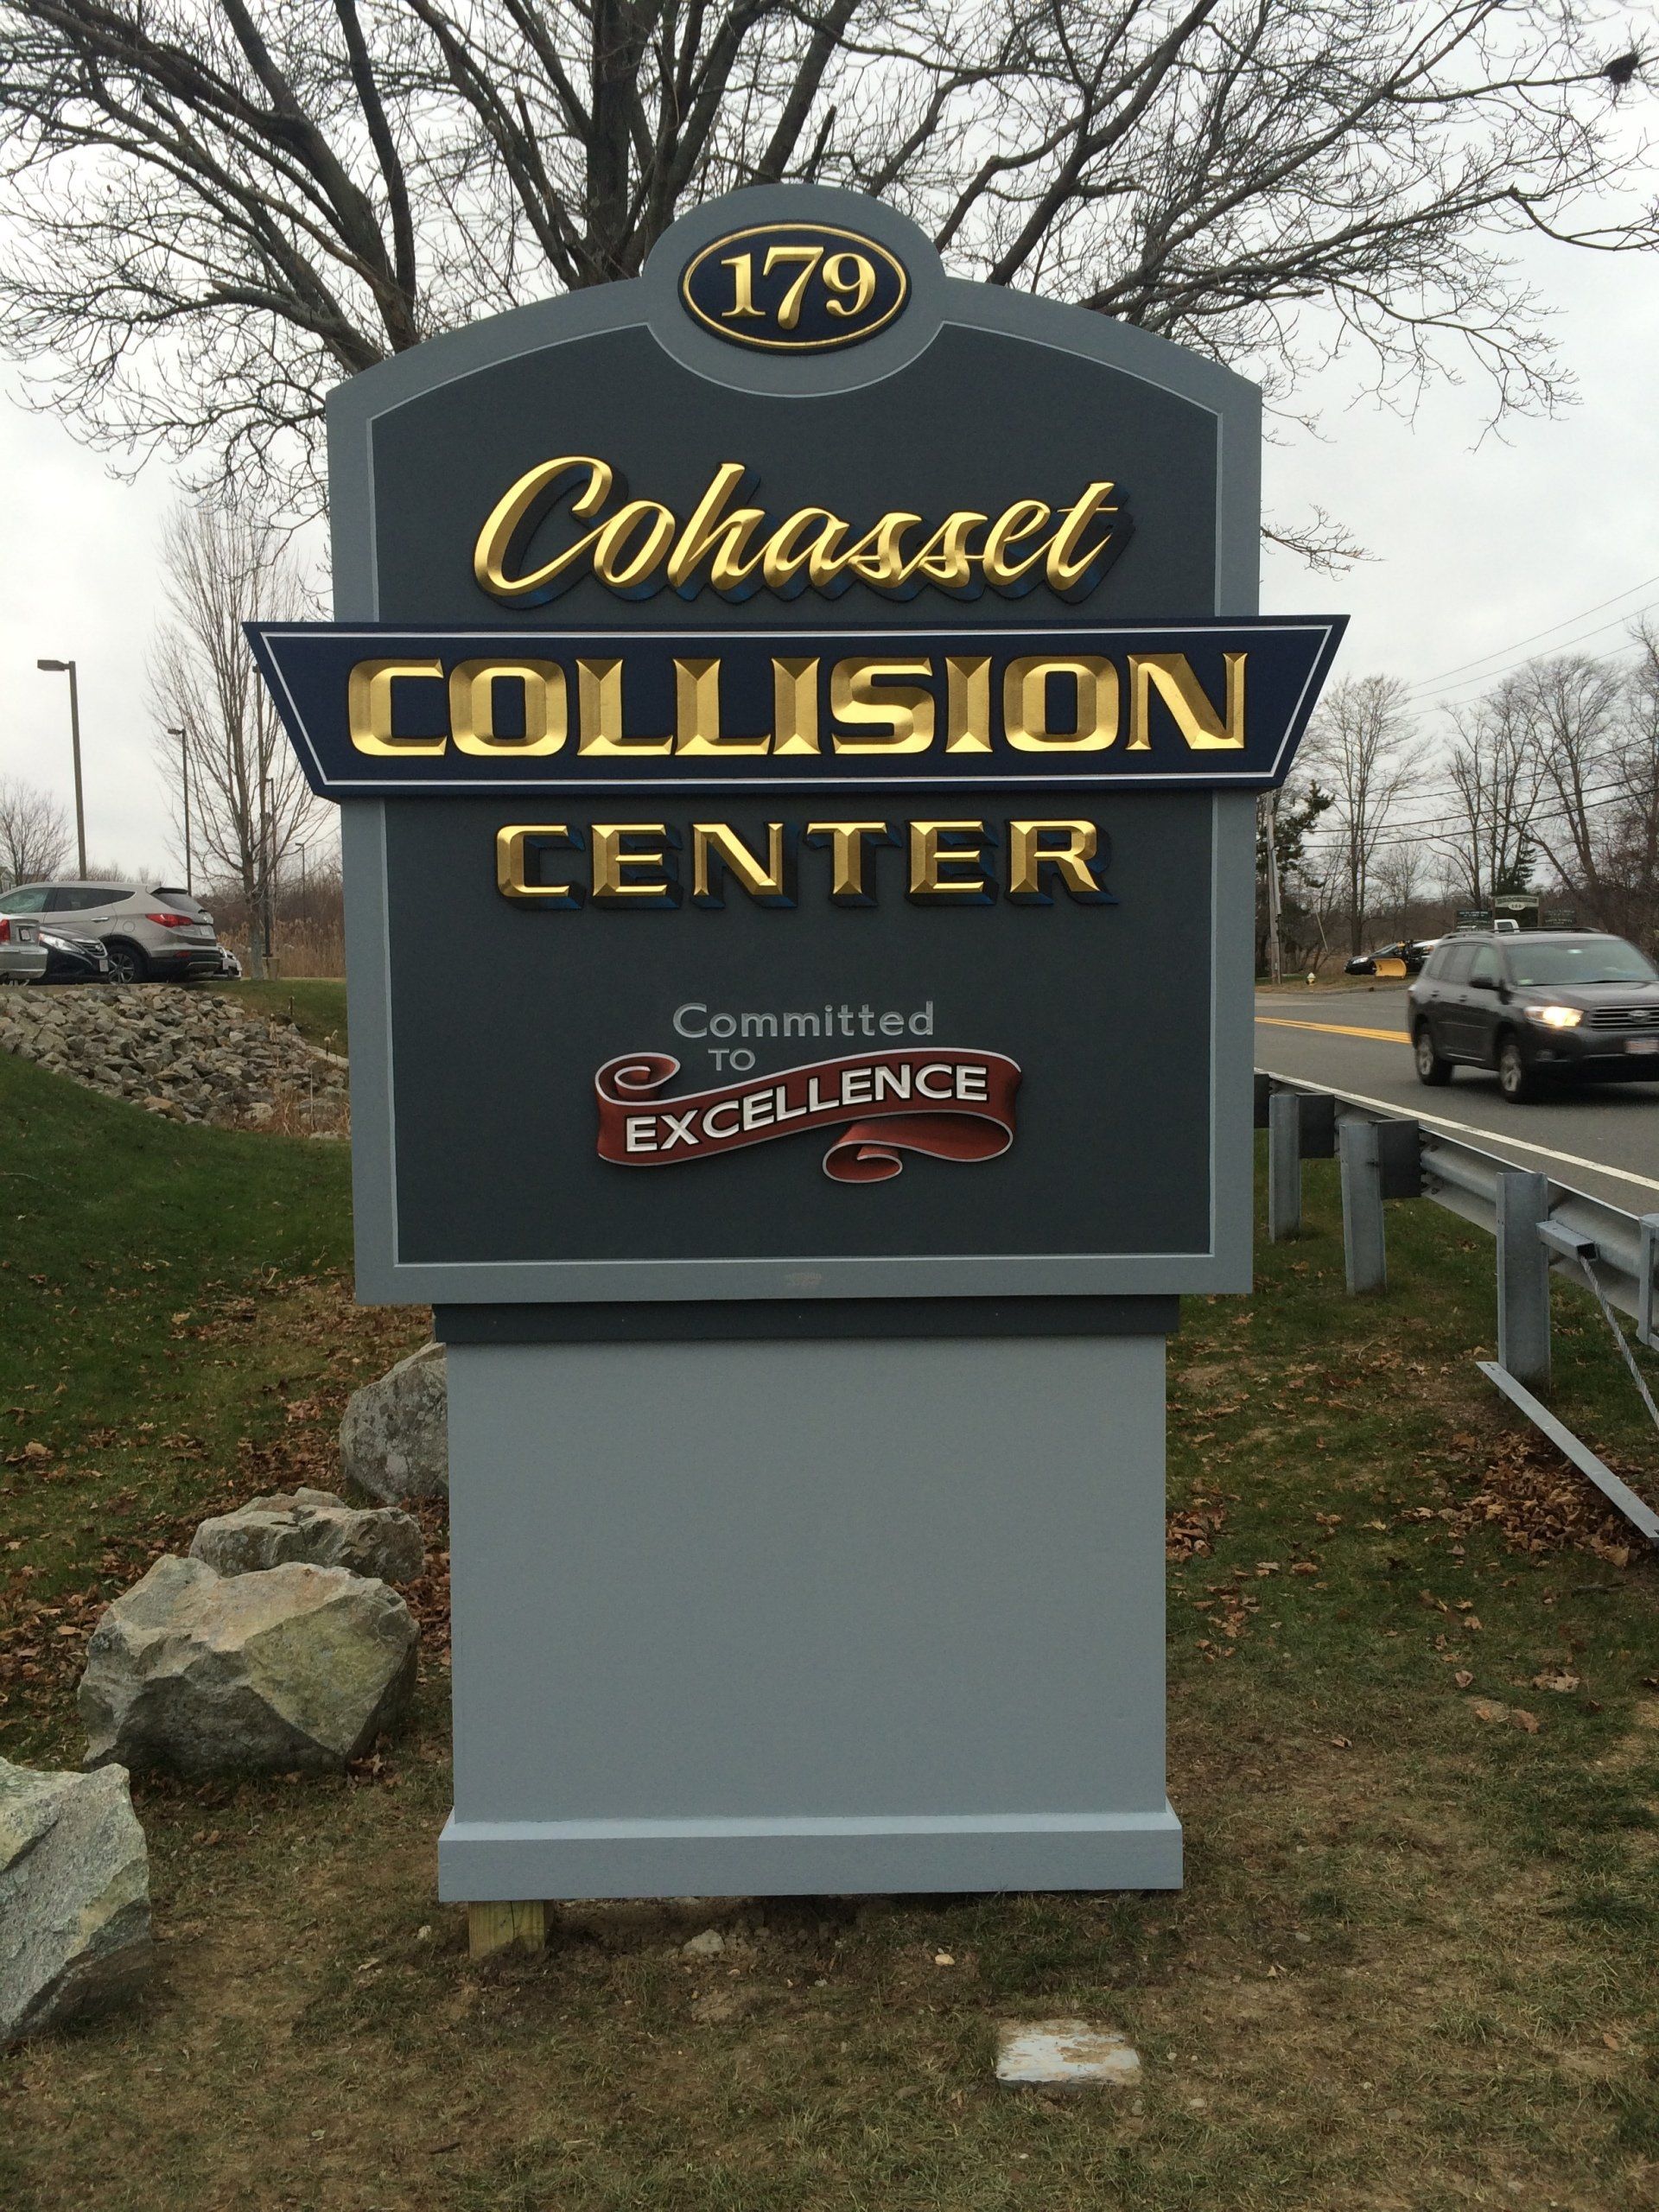 179
Cohasset
COLLISION
CENTER
Committed
TO
EXCELLENCE